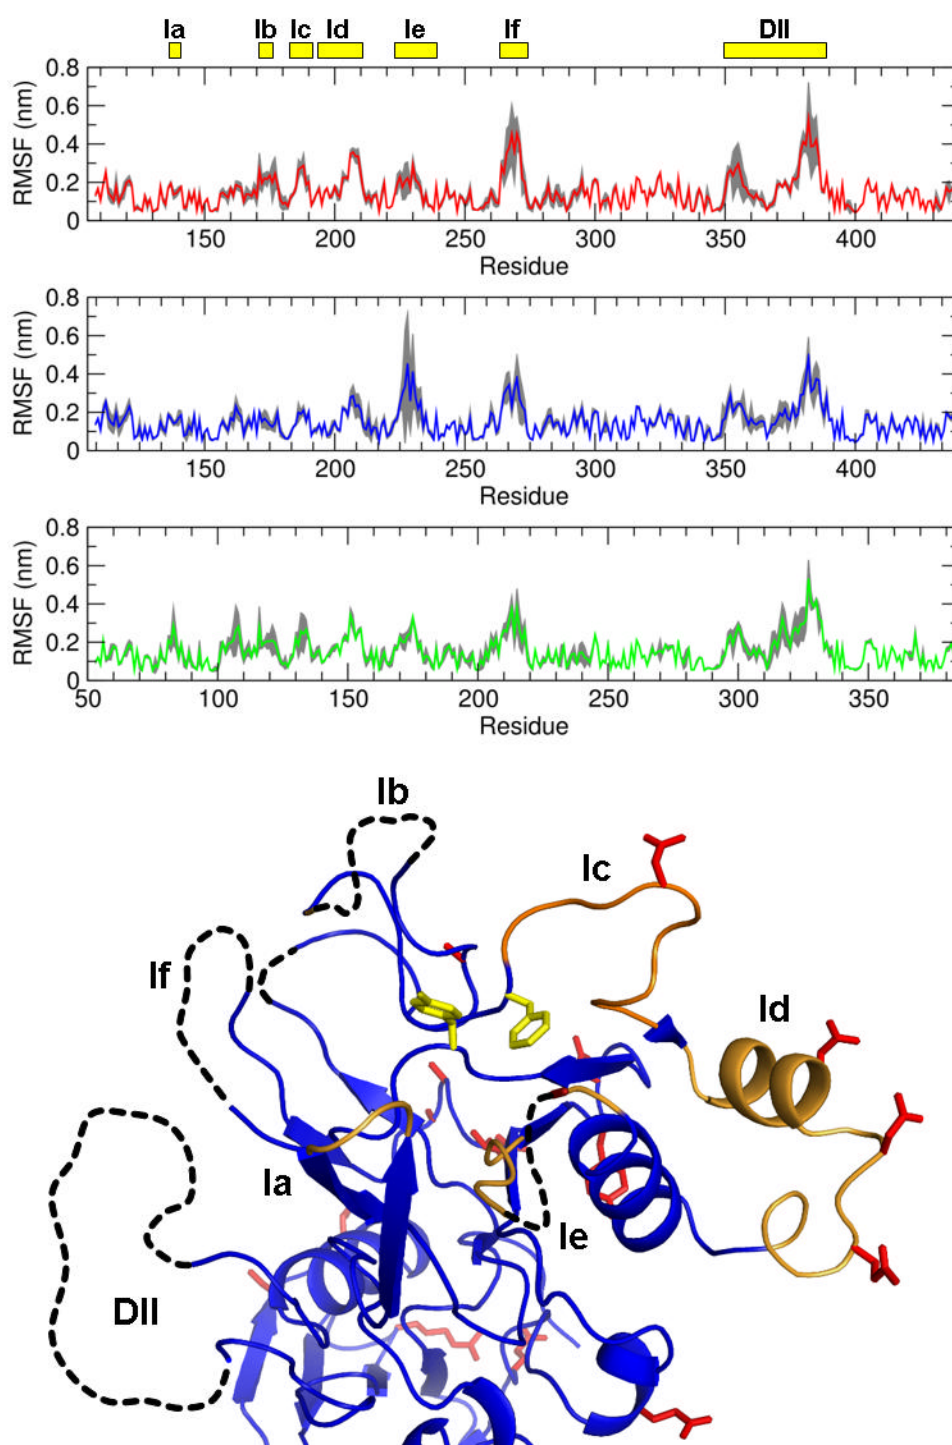 Ia Ib Ic Id Ie If DII
0.8
0.6
0.4
0.2
0
RMSF (nm)
150 200 250 300 350 400
Residue
0.8
0.6
0.4
0.2
0
RMSF (nm)
150 200 250 300 350 400
Residue
0.8
0.6
0.4
0.2
0
RMSF (nm)
50 100 150 200 250 300 350
Residue
Ib
Ic
If
Id
Ia
Ie
DII